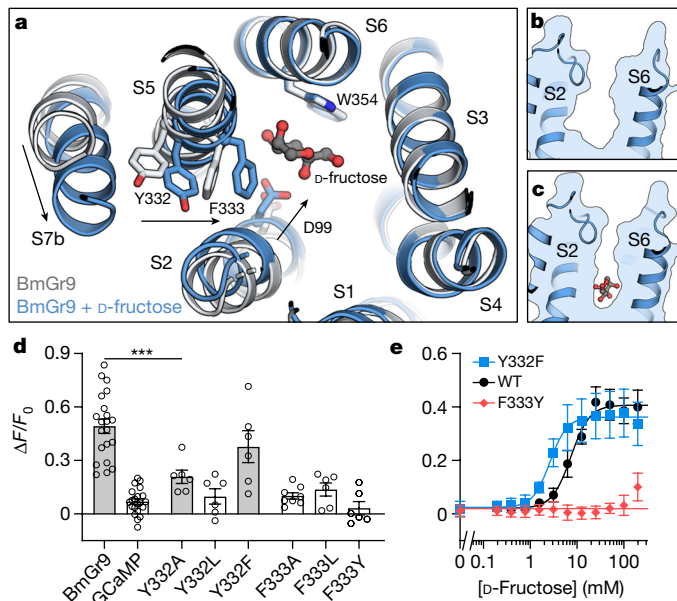 a
S6
S5
W354
S3
D-fructose
Y332
F333
S7b
D99
S2
S4
S1
BmGr9
BmGr9 + D-fructose
b
S2
S6
c
S2
S6
d
***
ΔF/F0
0.9
0.6
0.3
0
BmGr9
GCaMP
Y332A
Y332L
Y332F
F333A
F333L
F333Y
e
Y332F
WT
F333Y
0.6
0.4
0.2
0
0 0.1 1 10 100
[D-Fructose] (mM)